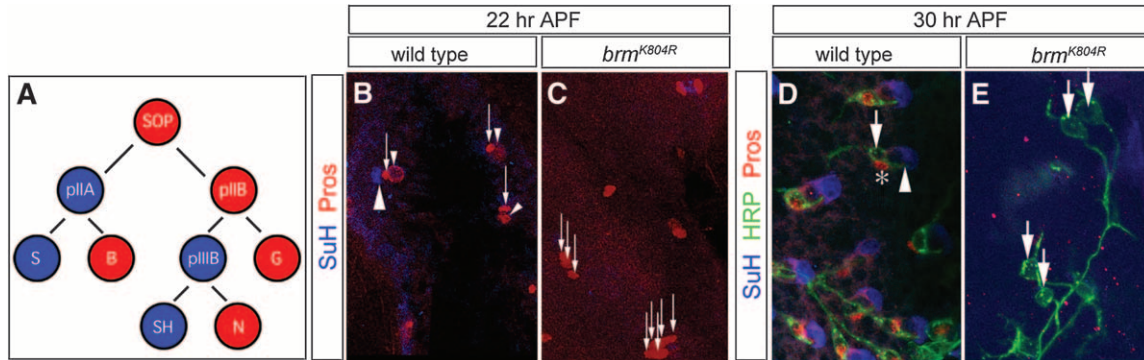 22 hr APF
30 hr APF
wild type
brmK804R
wild type
brmK804R
A
SOP
pIIA
pIIB
S
B
pIIIB
G
SH
N
SuH Pros
B
C
SuH HRP Pros
D
*
E